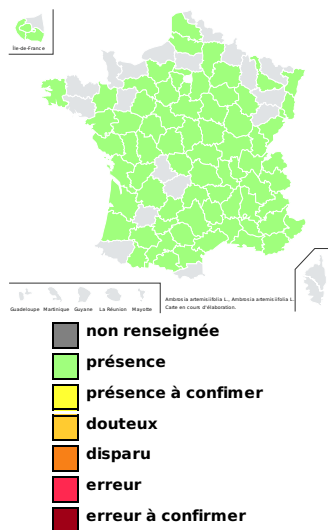 Île-de-France
Guadeloupe Martinique Guyane La Réunion Mayotte
Ambrosia artemisiifolia L., Ambrosia artemisiifolia L.
Carte en cours d'élaboration.
non renseignée
présence
présence à confimer
douteux
disparu
erreur
erreur à confirmer